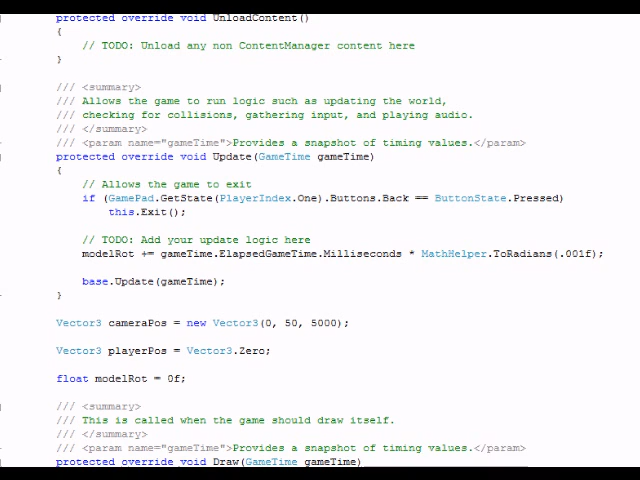 protected override void UnloadContent()
{
// TODO: Unload any non ContentManager content here
}
/// <summary>
/// Allows the game to run logic such as updating the world,
/// checking for collisions, gathering input, and playing audio.
/// </summary>
/// <param name="gameTime">Provides a snapshot of timing values.</param>
protected override void Update(GameTime gameTime)
{
// Allows the game to exit
if (GamePad.GetState(PlayerIndex.One).Buttons.Back == ButtonState.Pressed)
this.Exit();
// TODO: Add your update logic here
modelRot += gameTime.ElapsedGameTime.Milliseconds * MathHelper.ToRadians(.001f);
base.Update(gameTime);
}
Vector3 cameraPos = new Vector3(0, 50, 5000);
Vector3 playerPos = Vector3.Zero;
float modelRot = 0f;
/// <summary>
/// This is called when the game should draw itself.
/// </summary>
/// <param name="gameTime">Provides a snapshot of timing values.</param>
protected override void Draw(GameTime gameTime)